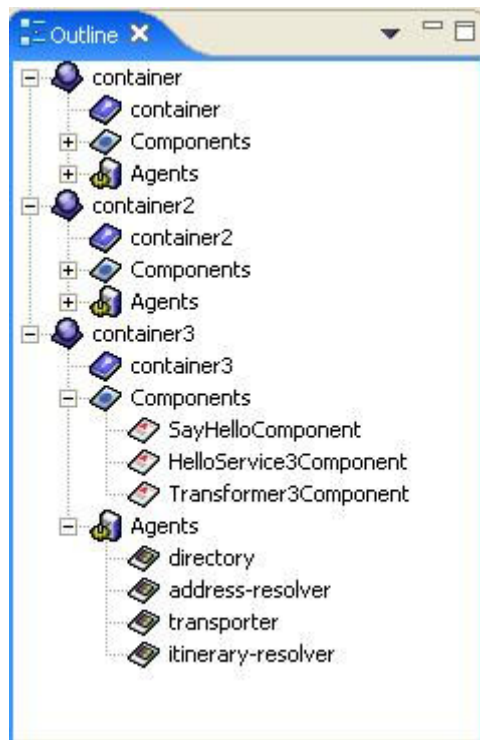 Outline
container
container
Components
Agents
container2
container2
Components
Agents
container3
container3
Components
SayHelloComponent
HelloService3Component
Transformer3Component
Agents
directory
address-resolver
transporter
itinerary-resolver